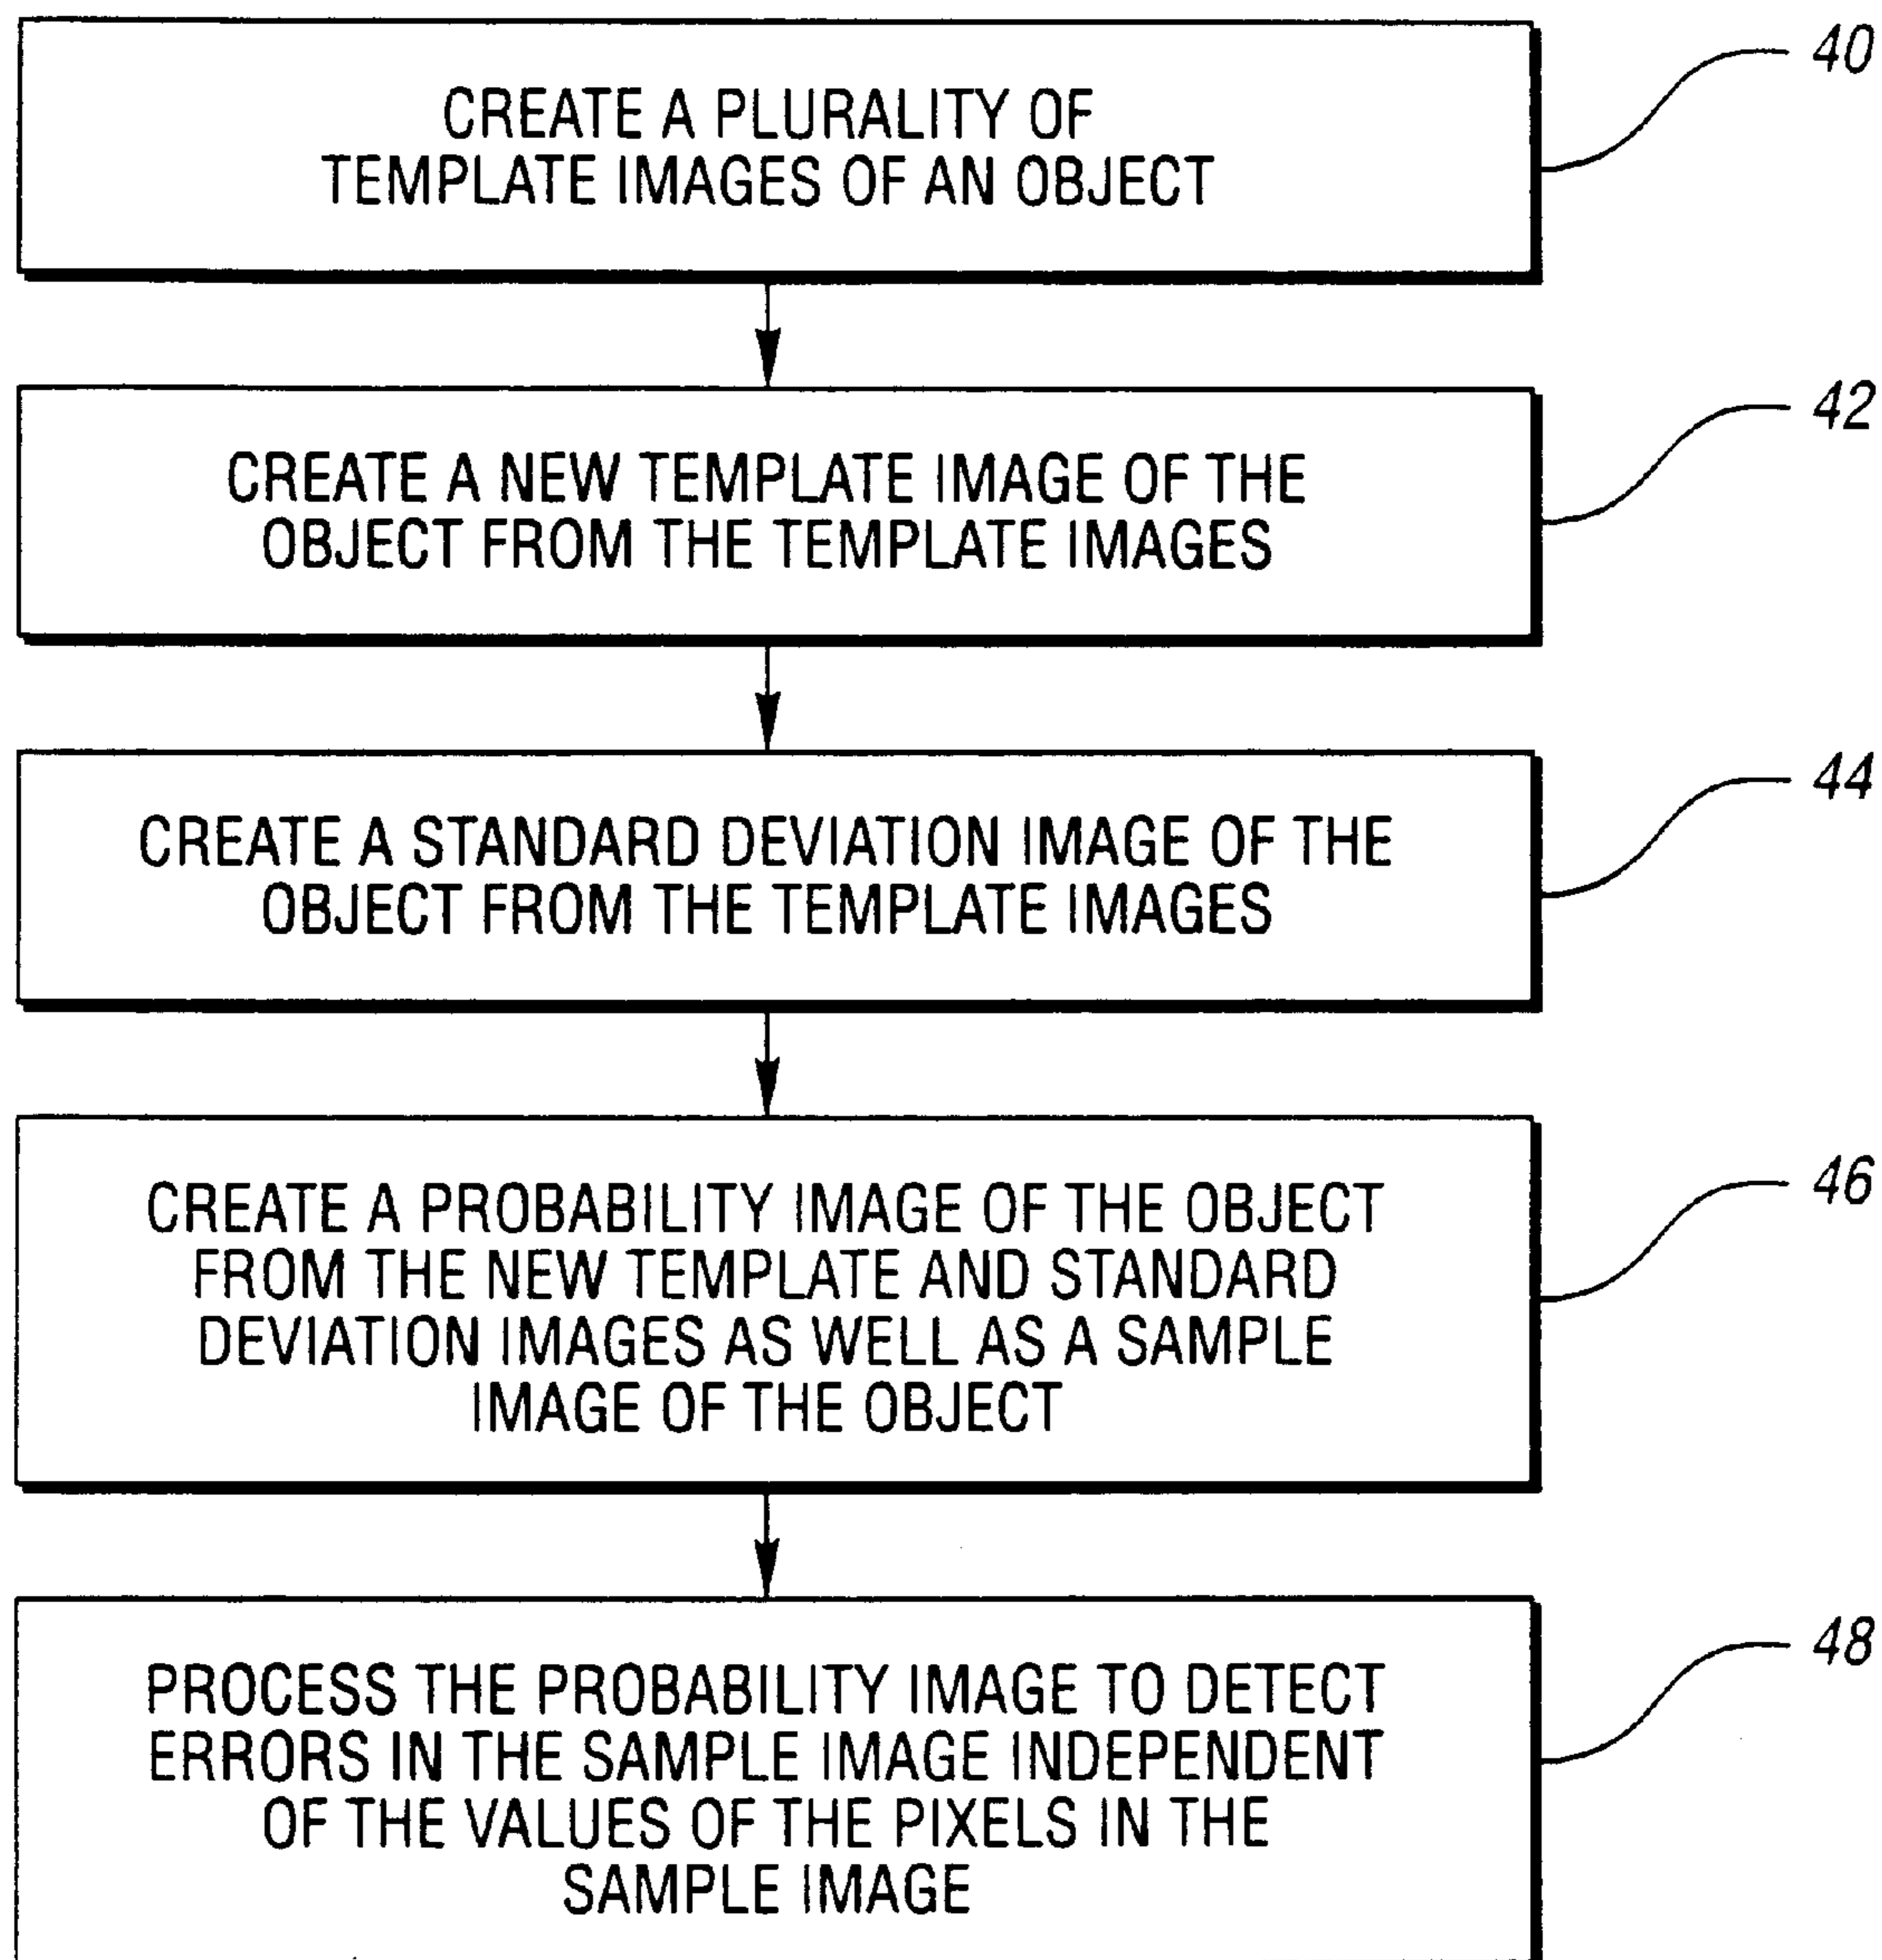 CREATE A PLURALITY OF
TEMPLATE IMAGES OF AN OBJECT
40
CREATE A NEW TEMPLATE IMAGE OF THE
OBJECT FROM THE TEMPLATE IMAGES
42
CREATE A STANDARD DEVIATION IMAGE OF THE
OBJECT FROM THE TEMPLATE IMAGES
44
CREATE A PROBABILITY IMAGE OF THE OBJECT
FROM THE NEW TEMPLATE AND STANDARD
DEVIATION IMAGES AS WELL AS A SAMPLE
IMAGE OF THE OBJECT
46
PROCESS THE PROBABILITY IMAGE TO DETECT
ERRORS IN THE SAMPLE IMAGE INDEPENDENT
OF THE VALUES OF THE PIXELS IN THE
SAMPLE IMAGE
48